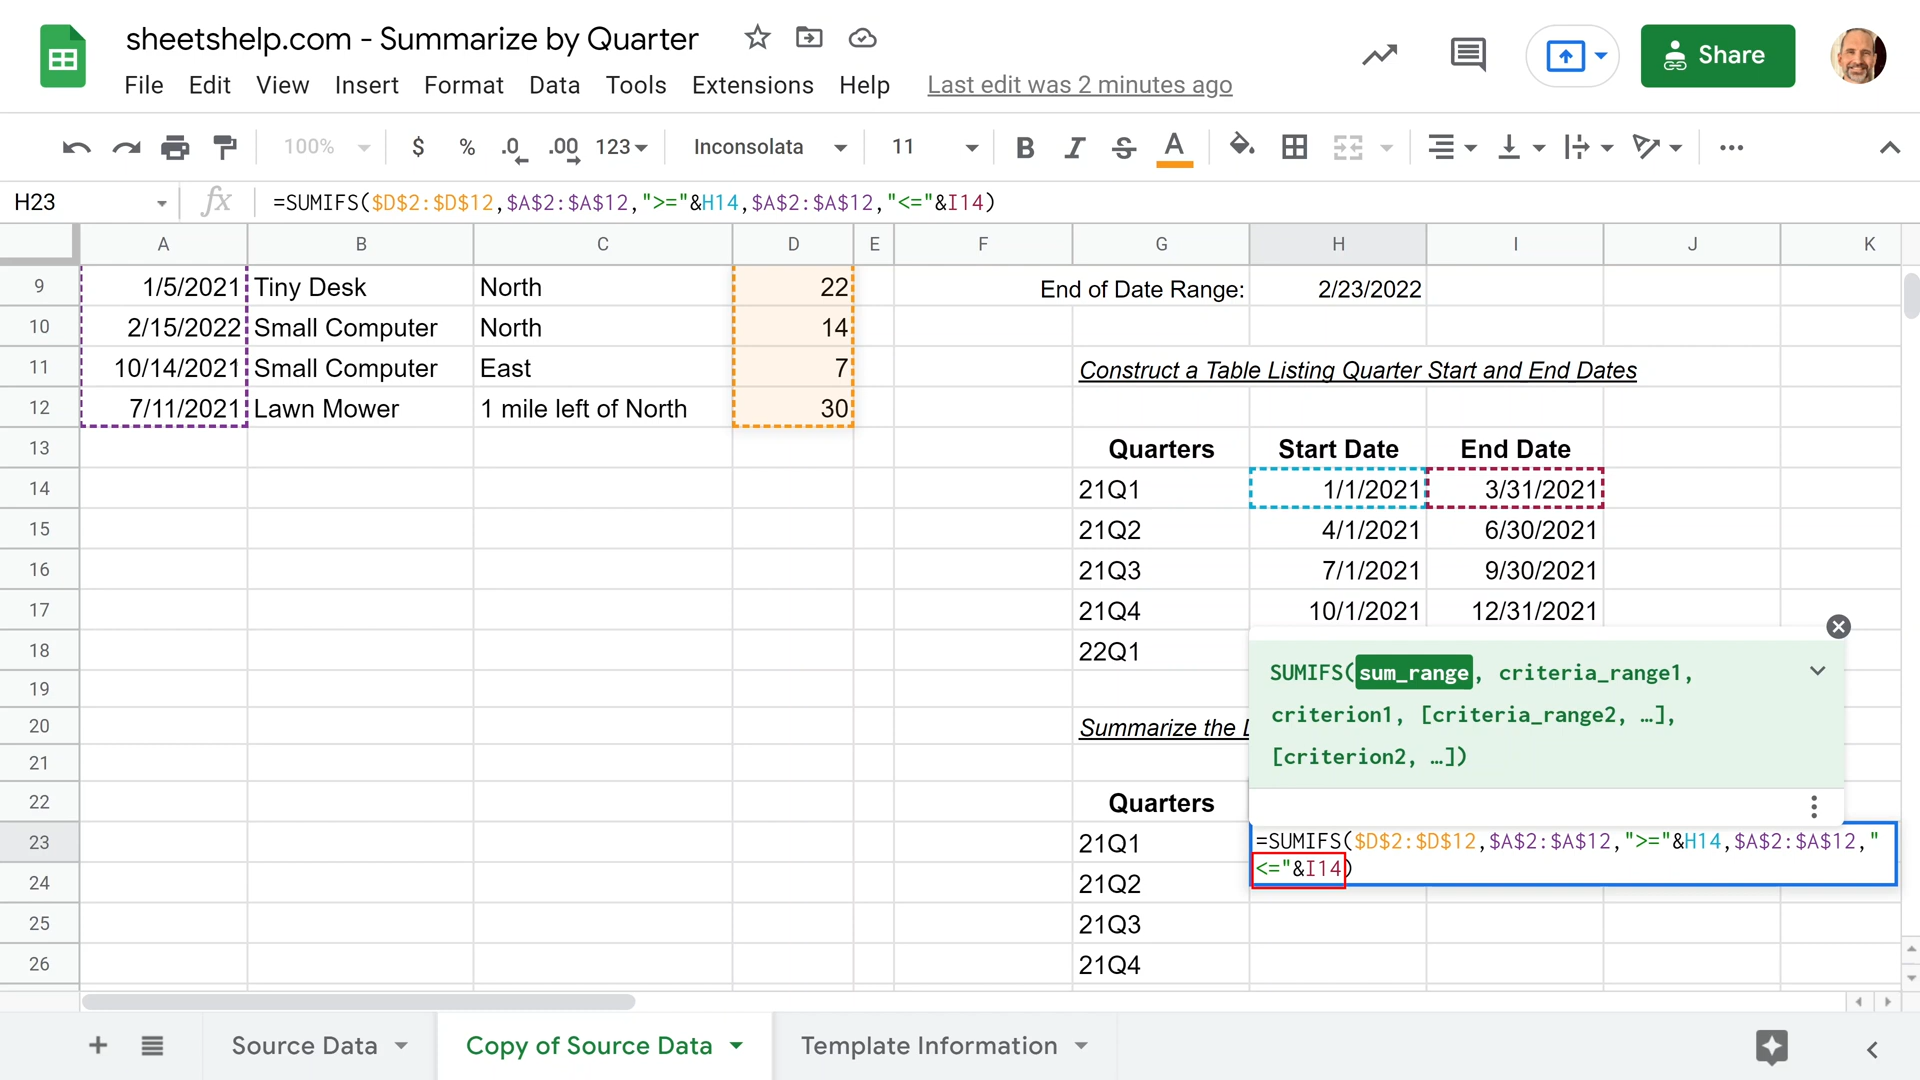 sheetshelp.com - Summarize by Quarter
File Edit View Insert Format Data Tools Extensions Help Last edit was 2 minutes ago
Share
100% $ % .0 .00 123 Inconsolata 11 B I S A
H23 fx =SUMIFS($D$2:$D$12,$A$2:$A$12,">="&H14,$A$2:$A$12,"<="&I14)
A B C D E F G H I J K
9 1/5/2021 Tiny Desk North 22 End of Date Range: 2/23/2022
10 2/15/2022 Small Computer North 14
11 10/14/2021 Small Computer East 7 Construct a Table Listing Quarter Start and End Dates
12 7/11/2021 Lawn Mower 1 mile left of North 30
13 Quarters Start Date End Date
14 21Q1 1/1/2021 3/31/2021
15 21Q2 4/1/2021 6/30/2021
16 21Q3 7/1/2021 9/30/2021
17 21Q4 10/1/2021 12/31/2021
18 22Q1
19
SUMIFS(sum_range, criteria_range1,
criterion1, [criteria_range2, …],
[criterion2, …])
20 Summarize the
21
22 Quarters
23 21Q1 =SUMIFS($D$2:$D$12,$A$2:$A$12,">="&H14,$A$2:$A$12,"
<="&I14)
24 21Q2
25 21Q3
26 21Q4
Source Data Copy of Source Data Template Information